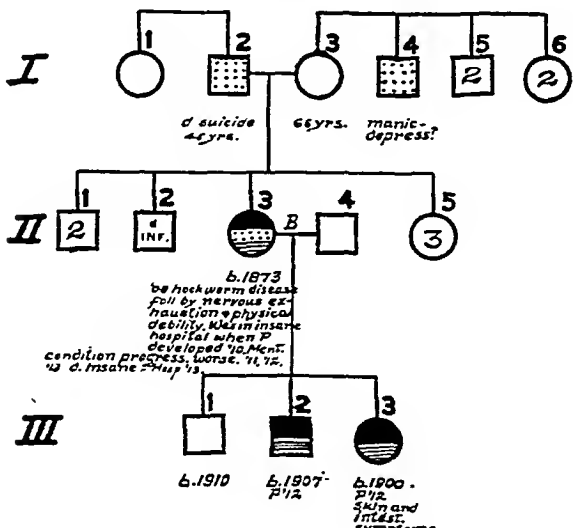 I
1
2
3
4
5
6
2
2
d suicide
66 yrs.
manic-
depress?
II
1
2
3
4
5
2
d
INF.
B
3
b.1873
hookworm disease
foll by nervous ex-
haustion & physical
debility. Was in insane
hospital when P
developed '10. Ment.
condition progress. worse. '11, '12.
'13 d. Insane Hosp '13.
III
1
2
3
b.1910
b.1907-
P'12
b.1900-
P'12
skin and
intest.
symptoms